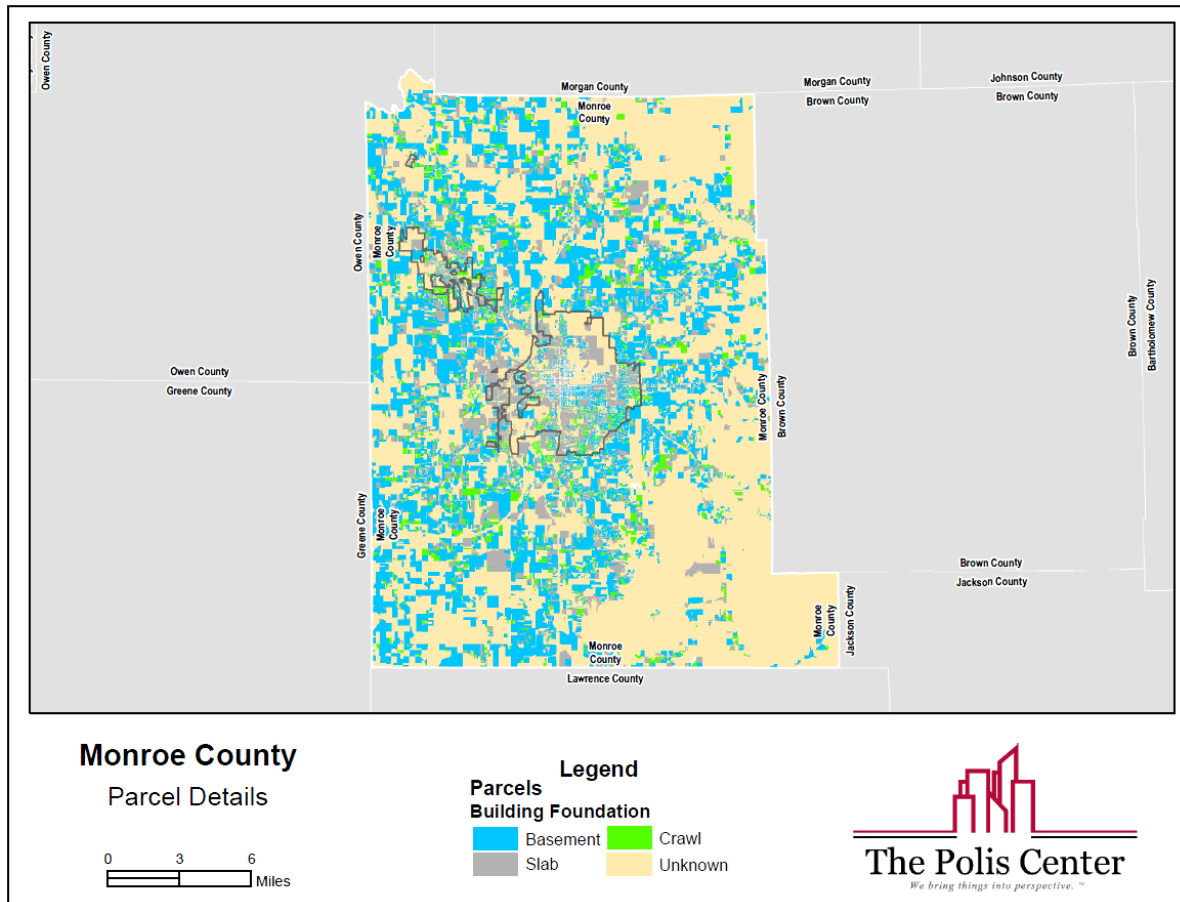 Owen County
Morgan County
Monroe
County
Morgan County
Brown County
Johnson County
Brown County
Owen County
Monroe
County
Brown County
Bartholomew County
Owen County
Greene County
Monroe County
Brown County
Greene County
Monroe
County
Brown County
Jackson County
Monroe
County
Jackson County
Monroe
County
Lawrence County
Monroe County
Parcel Details
0 3 6
Miles
Legend
Parcels
Building Foundation
Basement Crawl
Slab Unknown
The Polis Center
We bring things into perspective. ™